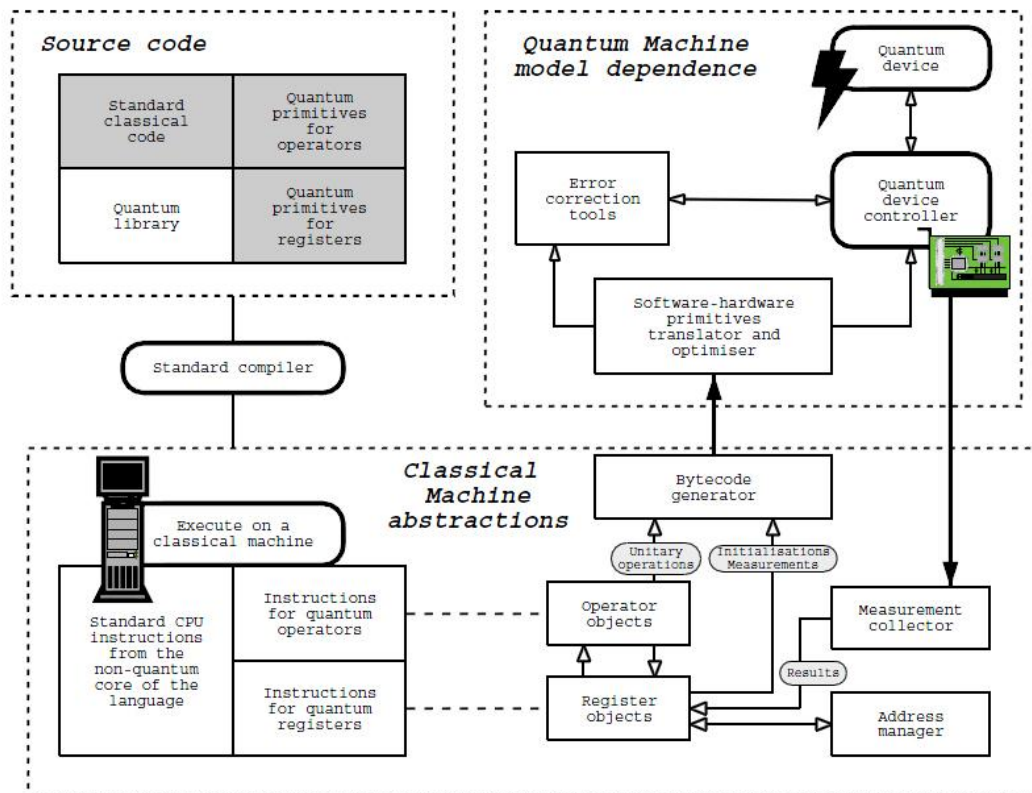 Source code
Standard
classical
code
Quantum
primitives
for
operators
Quantum
library
Quantum
primitives
for
registers
Standard compiler
Quantum Machine
model dependence
Quantum
device
Error
correction
tools
Quantum
device
controller
Software-hardware
primitives
translator and
optimiser
Classical
Machine
abstractions
Execute on a
classical machine
Standard CPU
instructions
from the
non-quantum
core of the
language
Instructions
for quantum
operators
Instructions
for quantum
registers
Bytecode
generator
Unitary
operations
Initialisations
Measurements
Operator
objects
Register
objects
Measurement
collector
Results
Address
manager